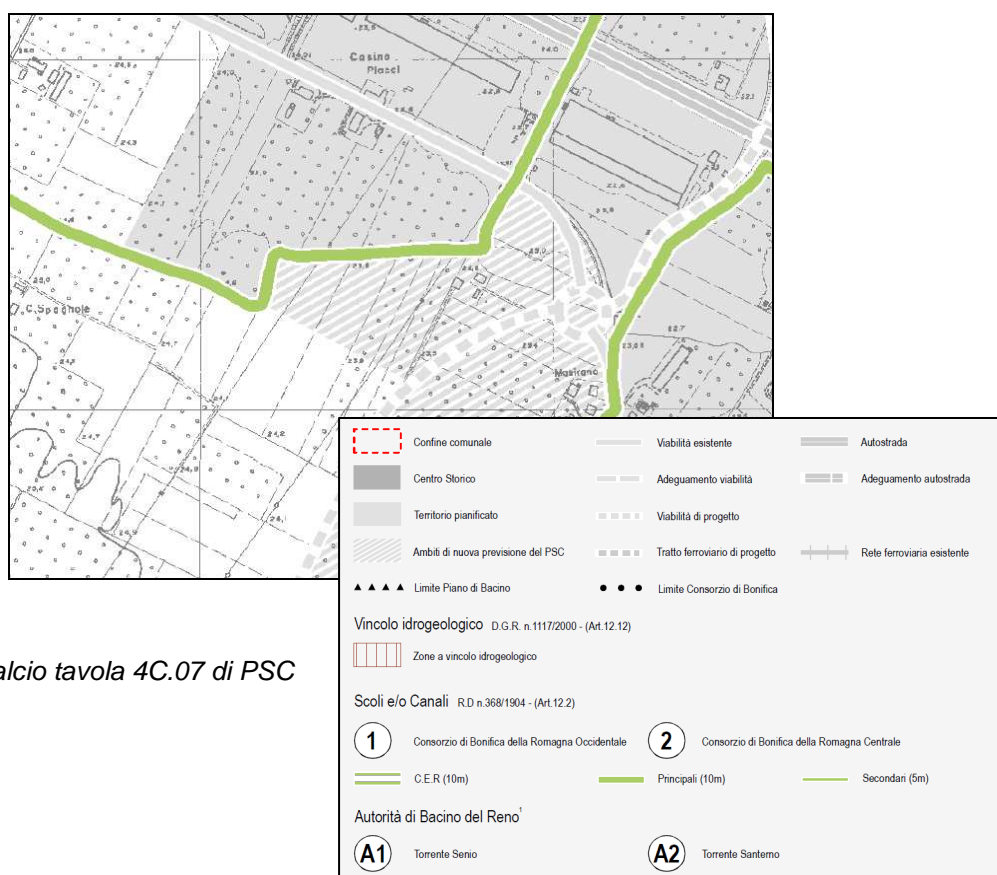 Casino
Piasci
C. Spagnole
Masirano
Confine comunale
Viabilità esistente
Autostrada
Centro Storico
Adeguamento viabilità
Adeguamento autostrada
Territorio pianificato
Viabilità di progetto
Ambiti di nuova previsione del PSC
Tratto ferroviario di progetto
Rete ferroviaria esistente
Limite Piano di Bacino
Limite Consorzio di Bonifica
Vincolo idrogeologico D.G.R. n.1117/2000 - (Art.12.12)
Zone a vincolo idrogeologico
alcio tavola 4C.07 di PSC
Scoli e/o Canali R.D n.368/1904 - (Art.12.2)
1 Consorzio di Bonifica della Romagna Occidentale
2 Consorzio di Bonifica della Romagna Centrale
C.E.R (10m)
Principali (10m)
Secondari (5m)
Autorità di Bacino del Reno¹
A1 Torrente Senio
A2 Torrente Santerno